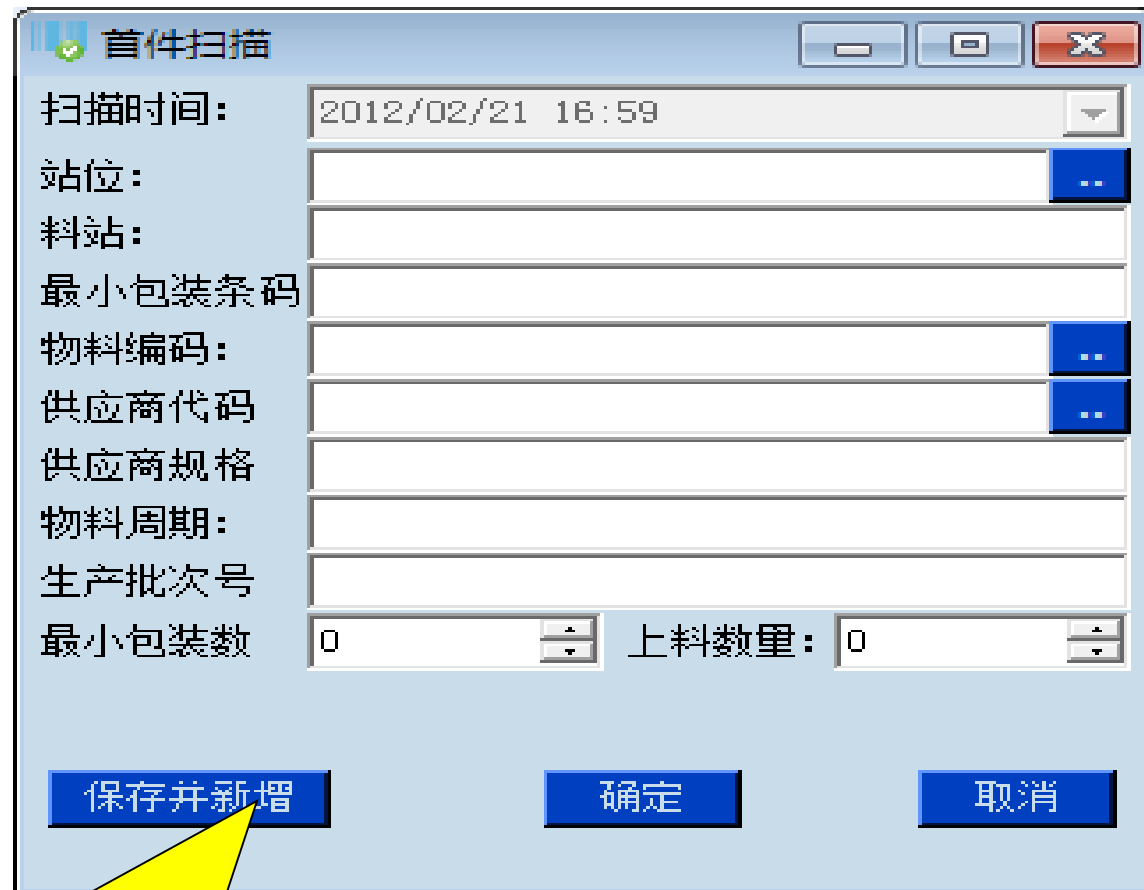 首件扫描
扫描时间: 2012/02/21 16:59
站位: ..
料站:
最小包装条码
物料编码: ..
供应商代码 ..
供应商规格
物料周期:
生产批次号
最小包装数 0 上料数量: 0
保存并新增 确定 取消